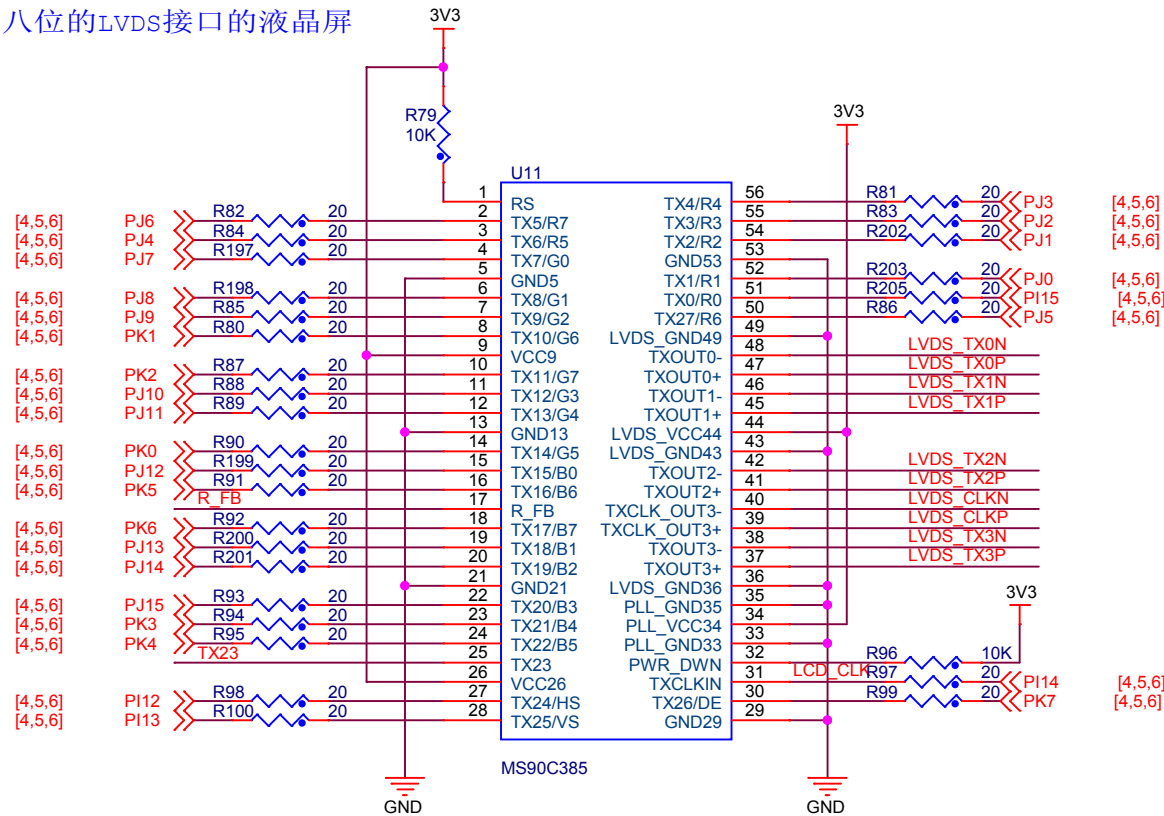 八位的LVDS接口的液晶屏
3V3
R79
10K
3V3
U11
1 RS TX4/R4 56 R81 20 PJ3 [4,5,6]
[4,5,6] PJ6 R82 20 2 TX5/R7 TX3/R3 55 R83 20 PJ2 [4,5,6]
[4,5,6] PJ4 R84 20 3 TX6/R5 TX2/R2 54 R202 20 PJ1 [4,5,6]
[4,5,6] PJ7 R197 20 4 TX7/G0 GND53 53
5 GND5 TX1/R1 52 R203 20 PJ0 [4,5,6]
[4,5,6] PJ8 R198 20 6 TX8/G1 TX0/R0 51 R205 20 PI15 [4,5,6]
[4,5,6] PJ9 R85 20 7 TX9/G2 TX27/R6 50 R86 20 PJ5 [4,5,6]
[4,5,6] PK1 R80 20 8 TX10/G6 LVDS_GND49 49
9 VCC9 TXOUT0- 48 LVDS_TX0N
[4,5,6] PK2 R87 20 10 TX11/G7 TXOUT0+ 47 LVDS_TX0P
[4,5,6] PJ10 R88 20 11 TX12/G3 TXOUT1- 46 LVDS_TX1N
[4,5,6] PJ11 R89 20 12 TX13/G4 TXOUT1+ 45 LVDS_TX1P
13 GND13 LVDS_VCC44 44
[4,5,6] PK0 R90 20 14 TX14/G5 LVDS_GND43 43
[4,5,6] PJ12 R199 20 15 TX15/B0 TXOUT2- 42 LVDS_TX2N
[4,5,6] PK5 R91 20 16 TX16/B6 TXOUT2+ 41 LVDS_TX2P
R_FB 17 R_FB TXCLK_OUT3- 40 LVDS_CLKN
[4,5,6] PK6 R92 20 18 TX17/B7 TXCLK_OUT3+ 39 LVDS_CLKP
[4,5,6] PJ13 R200 20 19 TX18/B1 TXOUT3- 38 LVDS_TX3N
[4,5,6] PJ14 R201 20 20 TX19/B2 TXOUT3+ 37 LVDS_TX3P
21 GND21 LVDS_GND36 36
[4,5,6] PJ15 R93 20 22 TX20/B3 PLL_GND35 35
[4,5,6] PK3 R94 20 23 TX21/B4 PLL_VCC34 34
[4,5,6] PK4 R95 20 24 TX22/B5 PLL_GND33 33
3V3
TX23 25 TX23 PWR_DWN 32 R96 10K
26 VCC26 TXCLKIN 31 LCD_CLK R97 20 PI14 [4,5,6]
[4,5,6] PI12 R98 20 27 TX24/HS TX26/DE 30 R99 20 PK7 [4,5,6]
[4,5,6] PI13 R100 20 28 TX25/VS GND29 29
MS90C385
GND
GND